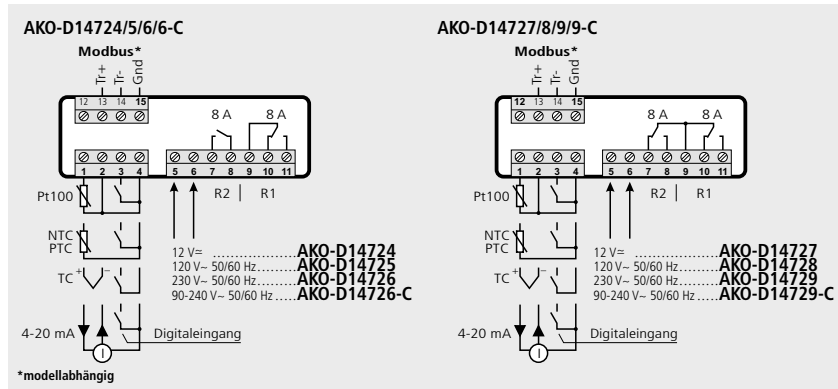 AKO-D14724/5/6/6-C
Modbus*
Tr+ Tr- Gnd
12 13 14 15
8 A 8 A
1 2 3 4 5 6 7 8 9 10 11
Pt100
R2 | R1
NTC
PTC
12 V≂ ........ AKO-D14724
120 V~ 50/60 Hz ........ AKO-D14725
TC + –
230 V~ 50/60 Hz ........ AKO-D14726
90-240 V~ 50/60 Hz ..... AKO-D14726-C
4-20 mA
Digitaleingang
I
*modellabhängig
AKO-D14727/8/9/9-C
Modbus*
Tr+ Tr- Gnd
12 13 14 15
8 A 8 A
1 2 3 4 5 6 7 8 9 10 11
Pt100
R2 | R1
NTC
PTC
12 V≂ ........ AKO-D14727
120 V~ 50/60 Hz ........ AKO-D14728
TC + –
230 V~ 50/60 Hz ........ AKO-D14729
90-240 V~ 50/60 Hz ..... AKO-D14729-C
4-20 mA
Digitaleingang
I